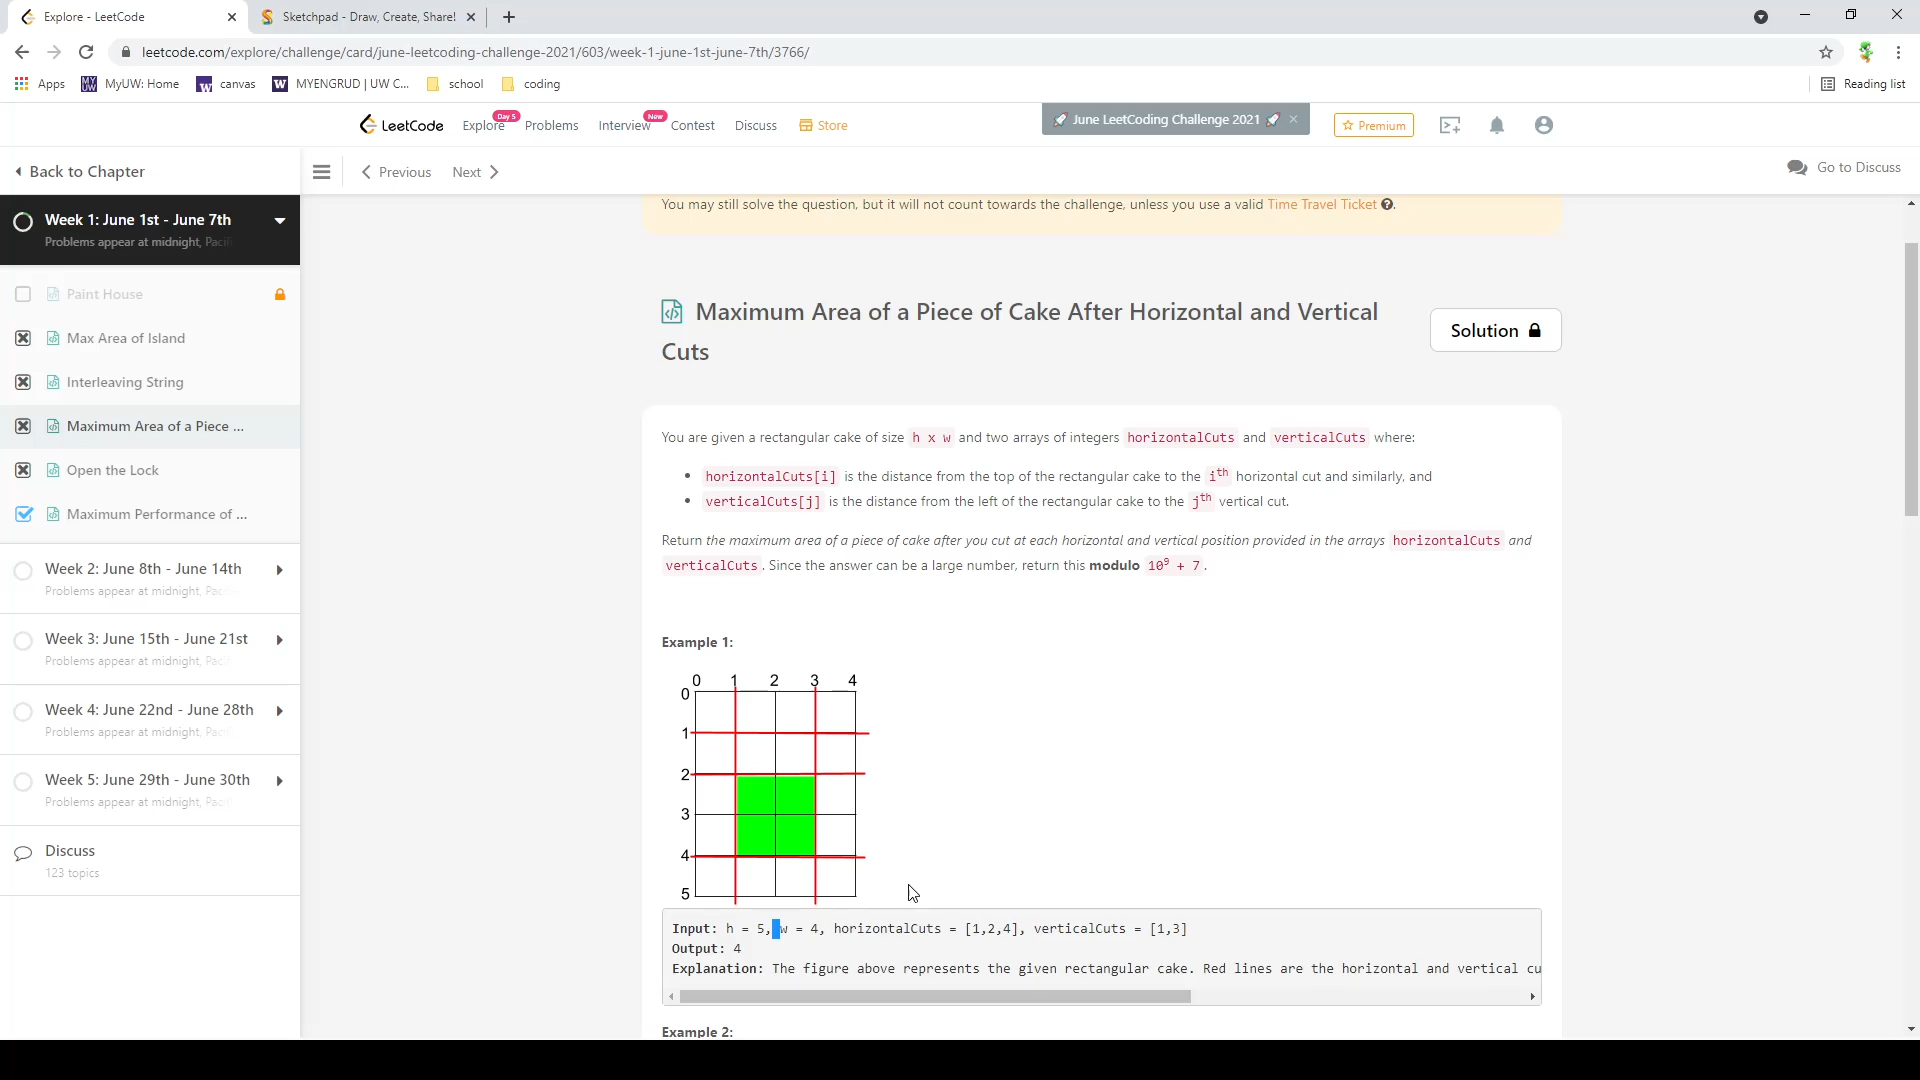 Explore - LeetCode
Sketchpad - Draw, Create, Share!
leetcode.com/explore/challenge/card/june-leetcoding-challenge-2021/603/week-1-june-1st-june-7th/3766/
Apps
MyUW: Home
canvas
MYENGRUD | UW C...
school
coding
Reading list
LeetCode
Explore
Day 5
Problems
Interview
New
Contest
Discuss
Store
June LeetCoding Challenge 2021
Premium
Back to Chapter
Previous
Next
Go to Discuss
Week 1: June 1st - June 7th
Problems appear at midnight, Pacif
Paint House
Max Area of Island
Interleaving String
Maximum Area of a Piece ...
Open the Lock
Maximum Performance of ...
Week 2: June 8th - June 14th
Problems appear at midnight, Pacif
Week 3: June 15th - June 21st
Problems appear at midnight, Pacif
Week 4: June 22nd - June 28th
Problems appear at midnight, Pacif
Week 5: June 29th - June 30th
Problems appear at midnight, Pacif
Discuss
123 topics
You may still solve the question, but it will not count towards the challenge, unless you use a valid Time Travel Ticket ?.
Maximum Area of a Piece of Cake After Horizontal and Vertical
Cuts
Solution
You are given a rectangular cake of size h x w and two arrays of integers horizontalCuts and verticalCuts where:
• horizontalCuts[i] is the distance from the top of the rectangular cake to the ith horizontal cut and similarly, and
• verticalCuts[j] is the distance from the left of the rectangular cake to the jth vertical cut.
Return the maximum area of a piece of cake after you cut at each horizontal and vertical position provided in the arrays horizontalCuts and
verticalCuts. Since the answer can be a large number, return this modulo 10⁹ + 7.
Example 1:
0 1 2 3 4
0
1
2
3
4
5
Input: h = 5, w = 4, horizontalCuts = [1,2,4], verticalCuts = [1,3]
Output: 4
Explanation: The figure above represents the given rectangular cake. Red lines are the horizontal and vertical cu
Example 2: